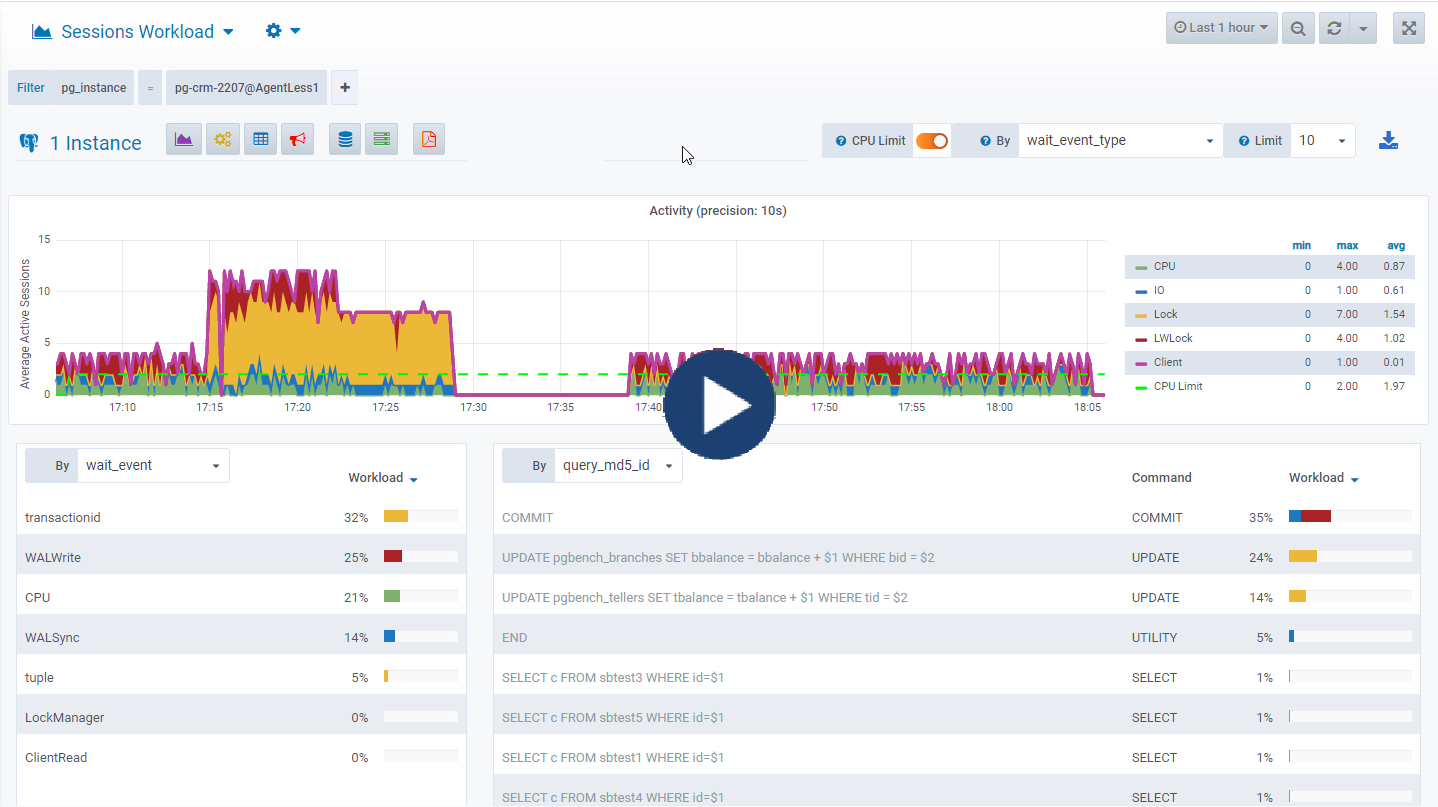 Sessions Workload
Last 1 hour
Filter pg_instance = pg-crm-2207@AgentLess1 +
1 Instance
CPU Limit By wait_event_type Limit 10
Activity (precision: 10s)
Average Active Sessions
15
10
5
0
17:10 17:15 17:20 17:25 17:30 17:35 17:40 17:50 17:55 18:00 18:05
min max avg
CPU 0 4.00 0.87
IO 0 1.00 0.61
Lock 0 7.00 1.54
LWLock 0 4.00 1.02
Client 0 1.00 0.01
CPU Limit 0 2.00 1.97
By wait_event
Workload
transactionid 32%
WALWrite 25%
CPU 21%
WALSync 14%
tuple 5%
LockManager 0%
ClientRead 0%
By query_md5_id
Command Workload
COMMIT COMMIT 35%
UPDATE pgbench_branches SET bbalance = bbalance + $1 WHERE bid = $2 UPDATE 24%
UPDATE pgbench_tellers SET tbalance = tbalance + $1 WHERE tid = $2 UPDATE 14%
END UTILITY 5%
SELECT c FROM sbtest3 WHERE id=$1 SELECT 1%
SELECT c FROM sbtest5 WHERE id=$1 SELECT 1%
SELECT c FROM sbtest1 WHERE id=$1 SELECT 1%
SELECT c FROM sbtest4 WHERE id=$1 SELECT 1%